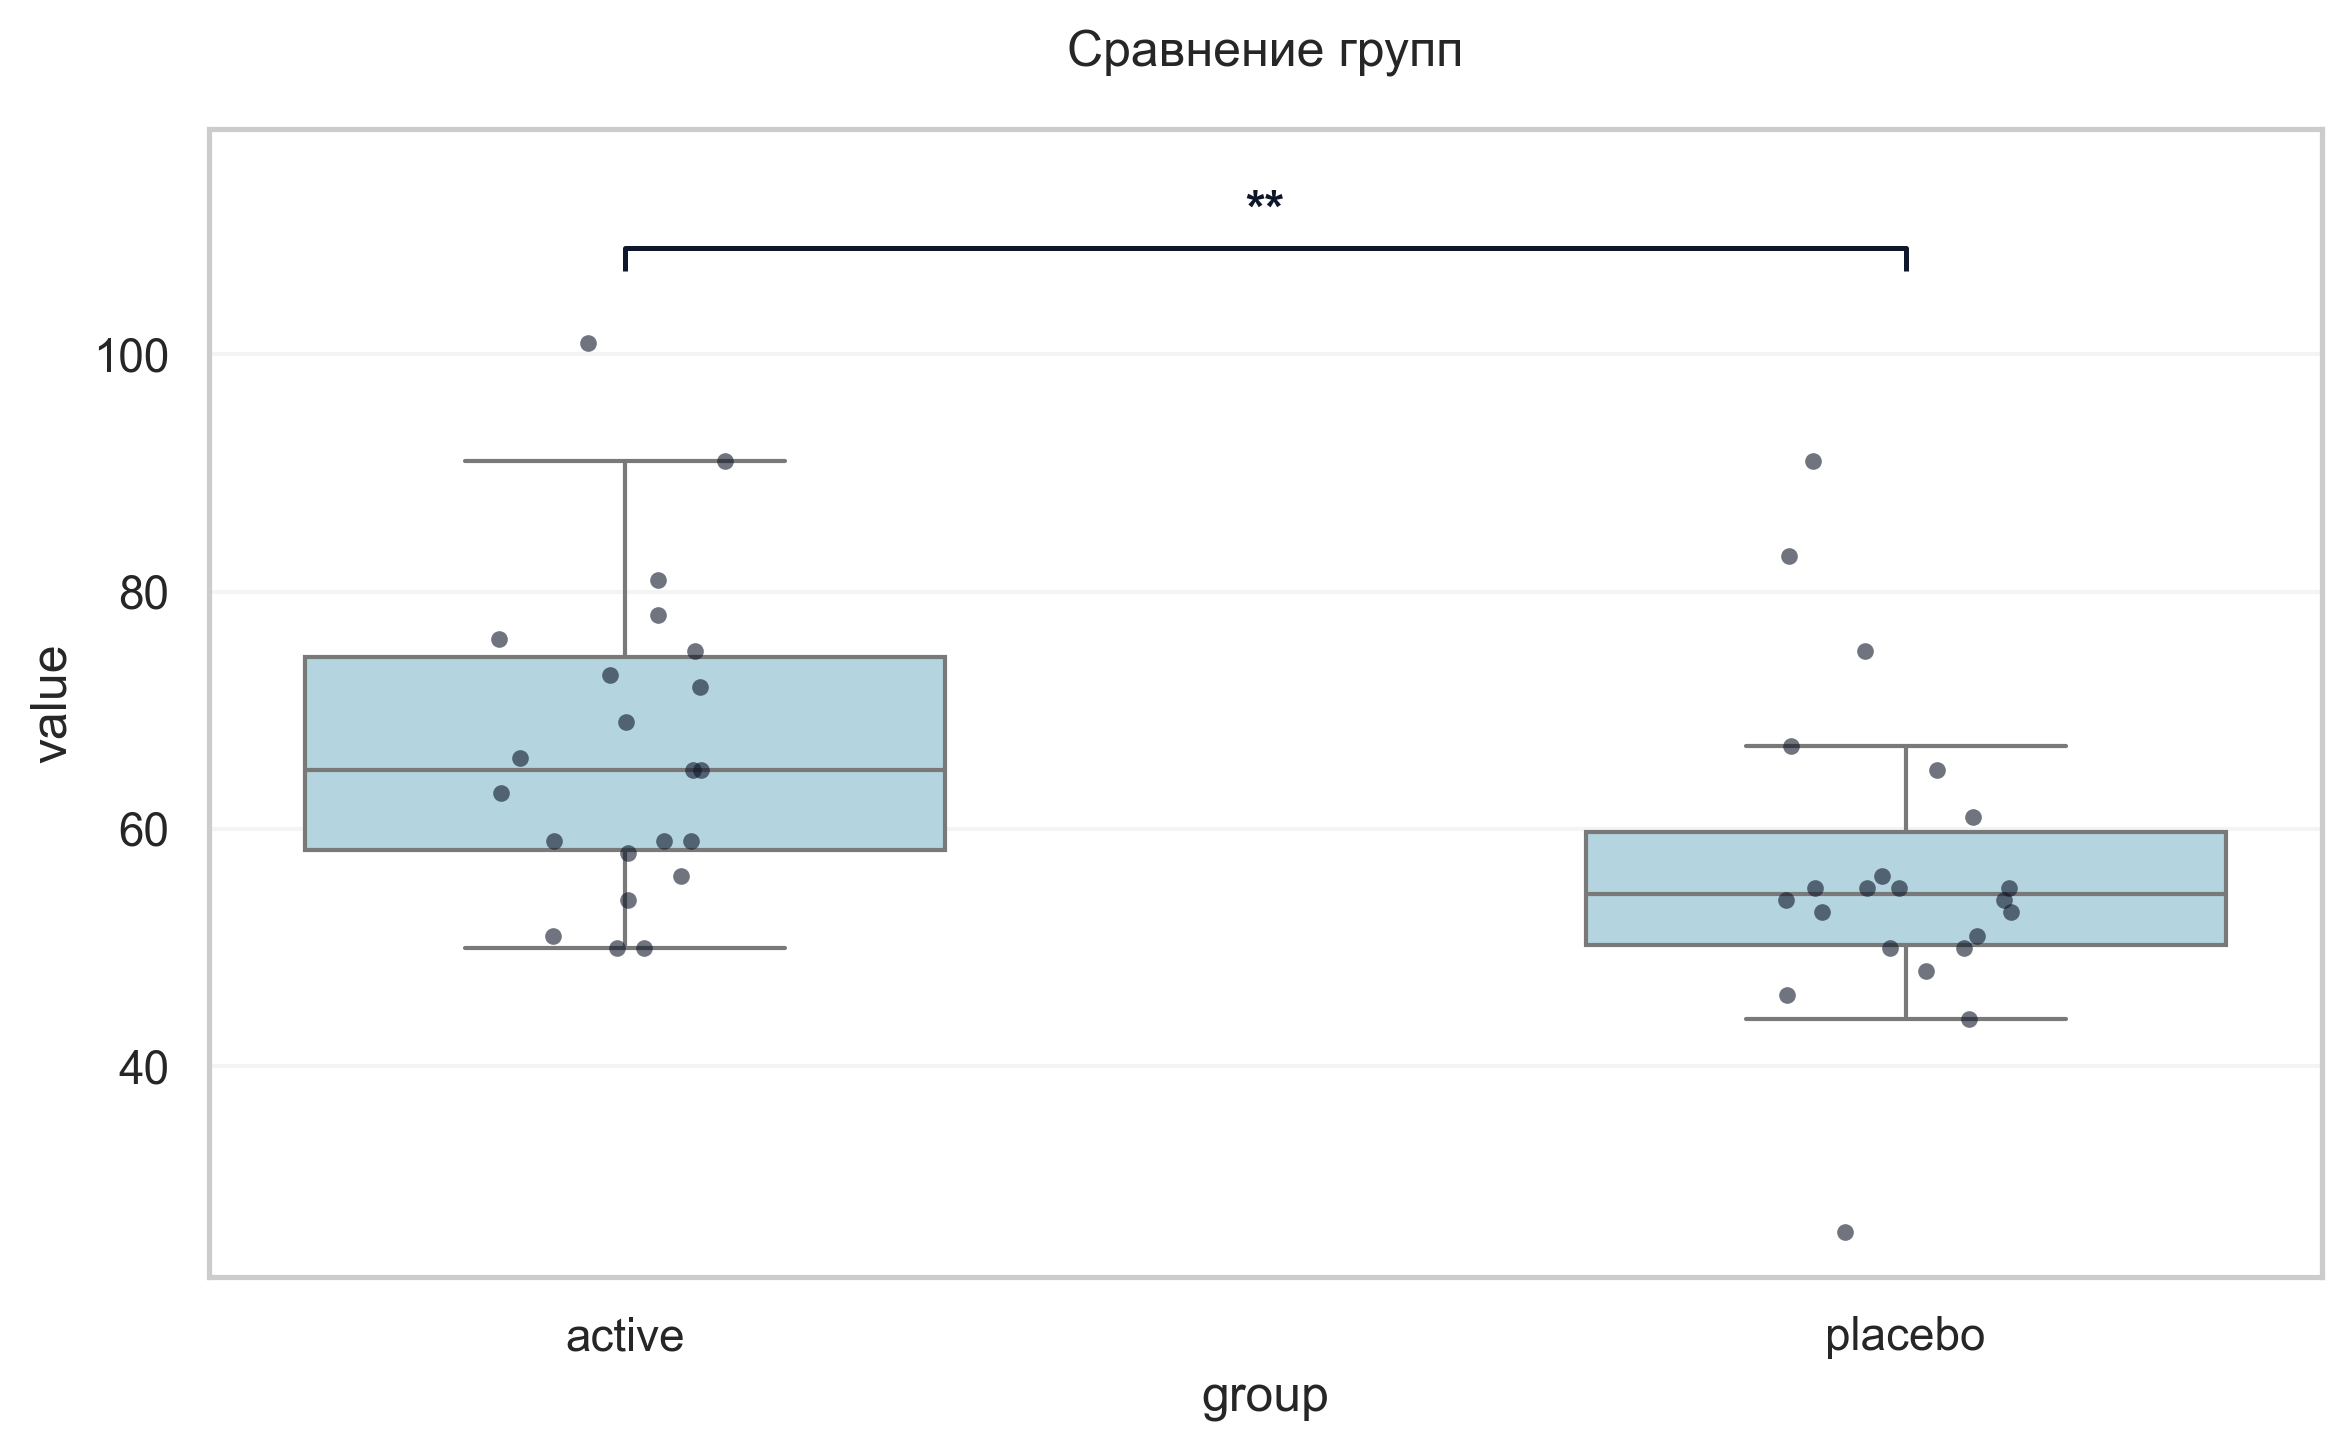 Сравнение групп
**
100
80
60
40
value
active placebo
group